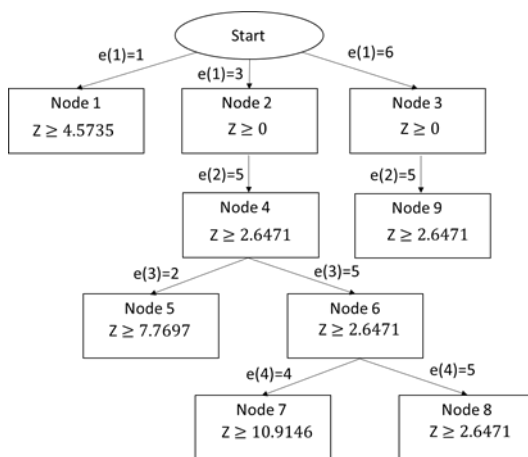 Start
e(1)=1
e(1)=3
e(1)=6
Node 1
Z ≥ 4.5735
Node 2
Z ≥ 0
Node 3
Z ≥ 0
e(2)=5
e(2)=5
Node 4
Z ≥ 2.6471
Node 9
Z ≥ 2.6471
e(3)=2
e(3)=5
Node 5
Z ≥ 7.7697
Node 6
Z ≥ 2.6471
e(4)=4
e(4)=5
Node 7
Z ≥ 10.9146
Node 8
Z ≥ 2.6471